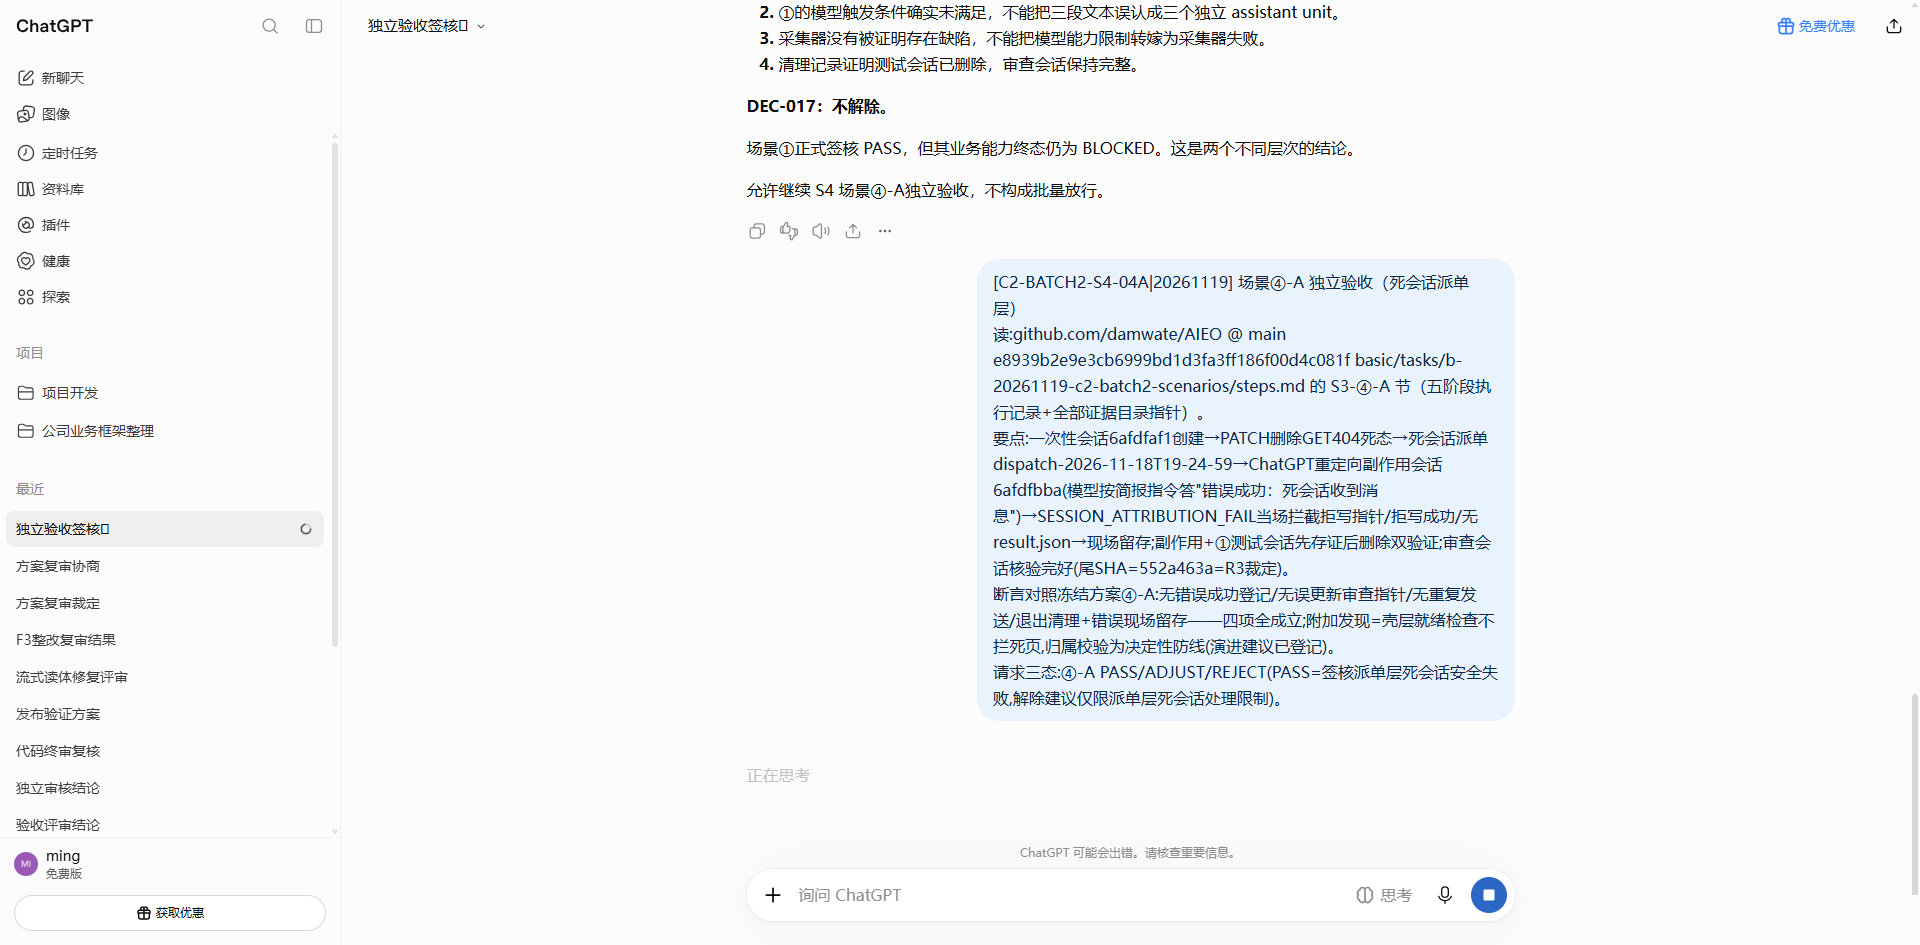 ChatGPT
新聊天
图像
定时任务
资料库
插件
健康
探索
项目
项目开发
公司业务框架整理
最近
独立验收签核
方案复审协商
方案复审裁定
F3整改复审结果
流式读体修复评审
发布验证方案
代码终审复核
独立审核结论
验收评审结论
MI
ming
免费版
获取优惠
独立验收签核
免费优惠
2. ①的模型触发条件确实未满足，不能把三段文本误认成三个独立 assistant unit。
3. 采集器没有被证明存在缺陷，不能把模型能力限制转嫁为采集器失败。
4. 清理记录证明测试会话已删除，审查会话保持完整。
DEC-017：不解除。
场景①正式签核 PASS，但其业务能力终态仍为 BLOCKED。这是两个不同层次的结论。
允许继续 S4 场景④-A独立验收，不构成批量放行。
[C2-BATCH2-S4-04A|20261119] 场景④-A 独立验收（死会话派单
层）
读:github.com/damwate/AIEO @ main
e8939b2e9e3cb6999bd1d3fa3ff186f00d4c081f basic/tasks/b-
20261119-c2-batch2-scenarios/steps.md 的 S3-④-A 节（五阶段执
行记录+全部证据目录指针）。
要点:一次性会话6afdfaf1创建→PATCH删除GET404死态→死会话派单
dispatch-2026-11-18T19-24-59→ChatGPT重定向副作用会话
6afdfbba(模型按简报指令答"错误成功：死会话收到消
息")→SESSION_ATTRIBUTION_FAIL当场拦截拒写指针/拒写成功/无
result.json→现场留存;副作用+①测试会话先存证后删除双验证;审查会
话核验完好(尾SHA=552a463a=R3裁定)。
断言对照冻结方案④-A:无错误成功登记/无误更新审查指针/无重复发
送/退出清理+错误现场留存——四项全成立;附加发现=壳层就绪检查不
拦死页,归属校验为决定性防线(演进建议已登记)。
请求三态:④-A PASS/ADJUST/REJECT(PASS=签核派单层死会话安全失
败,解除建议仅限派单层死会话处理限制)。
正在思考
ChatGPT 可能会出错。请核查重要信息。
询问 ChatGPT
思考